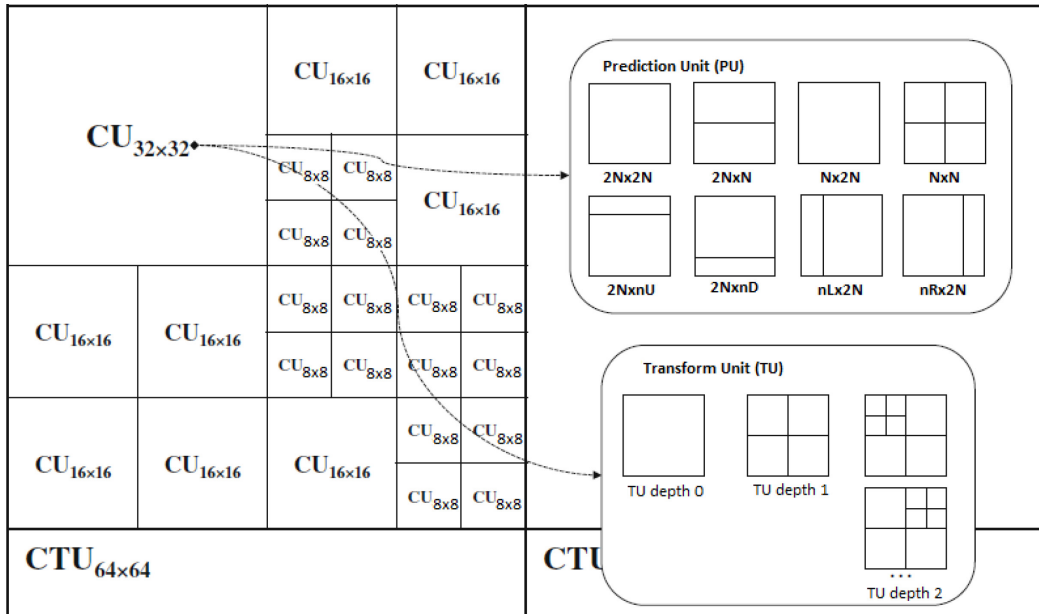 CU16×16 CU16×16
CU32×32
CU8x8 CU8x8
CU16×16
CU8x8 CU8x8
CU8x8 CU8x8 CU8x8 CU8x8
CU16×16 CU16×16
CU8x8 CU8x8 CU8x8 CU8x8
CU8x8 CU8x8
CU16×16 CU16×16 CU16×16
CU8x8 CU8x8
CTU64×64
CTU
Prediction Unit (PU)
2Nx2N 2NxN Nx2N NxN
2NxnU 2NxnD nLx2N nRx2N
Transform Unit (TU)
TU depth 0 TU depth 1
...
TU depth 2